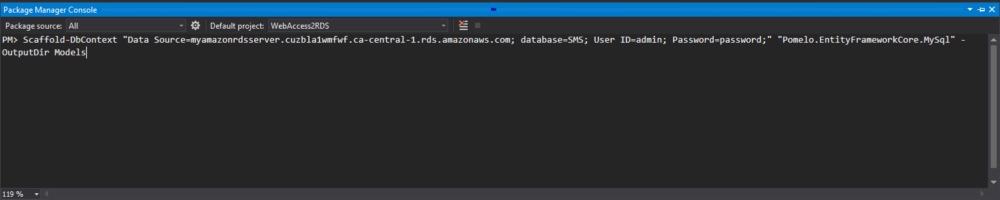 Package Manager Console
Package source: All Default project: WebAccess2RDS
PM> Scaffold-DbContext "Data Source=myamazonrdsserver.cuzbla1wmfwf.ca-central-1.rds.amazonaws.com; database=SMS; User ID=admin; Password=password;" "Pomelo.EntityFrameworkCore.MySql" -
OutputDir Models
119 %